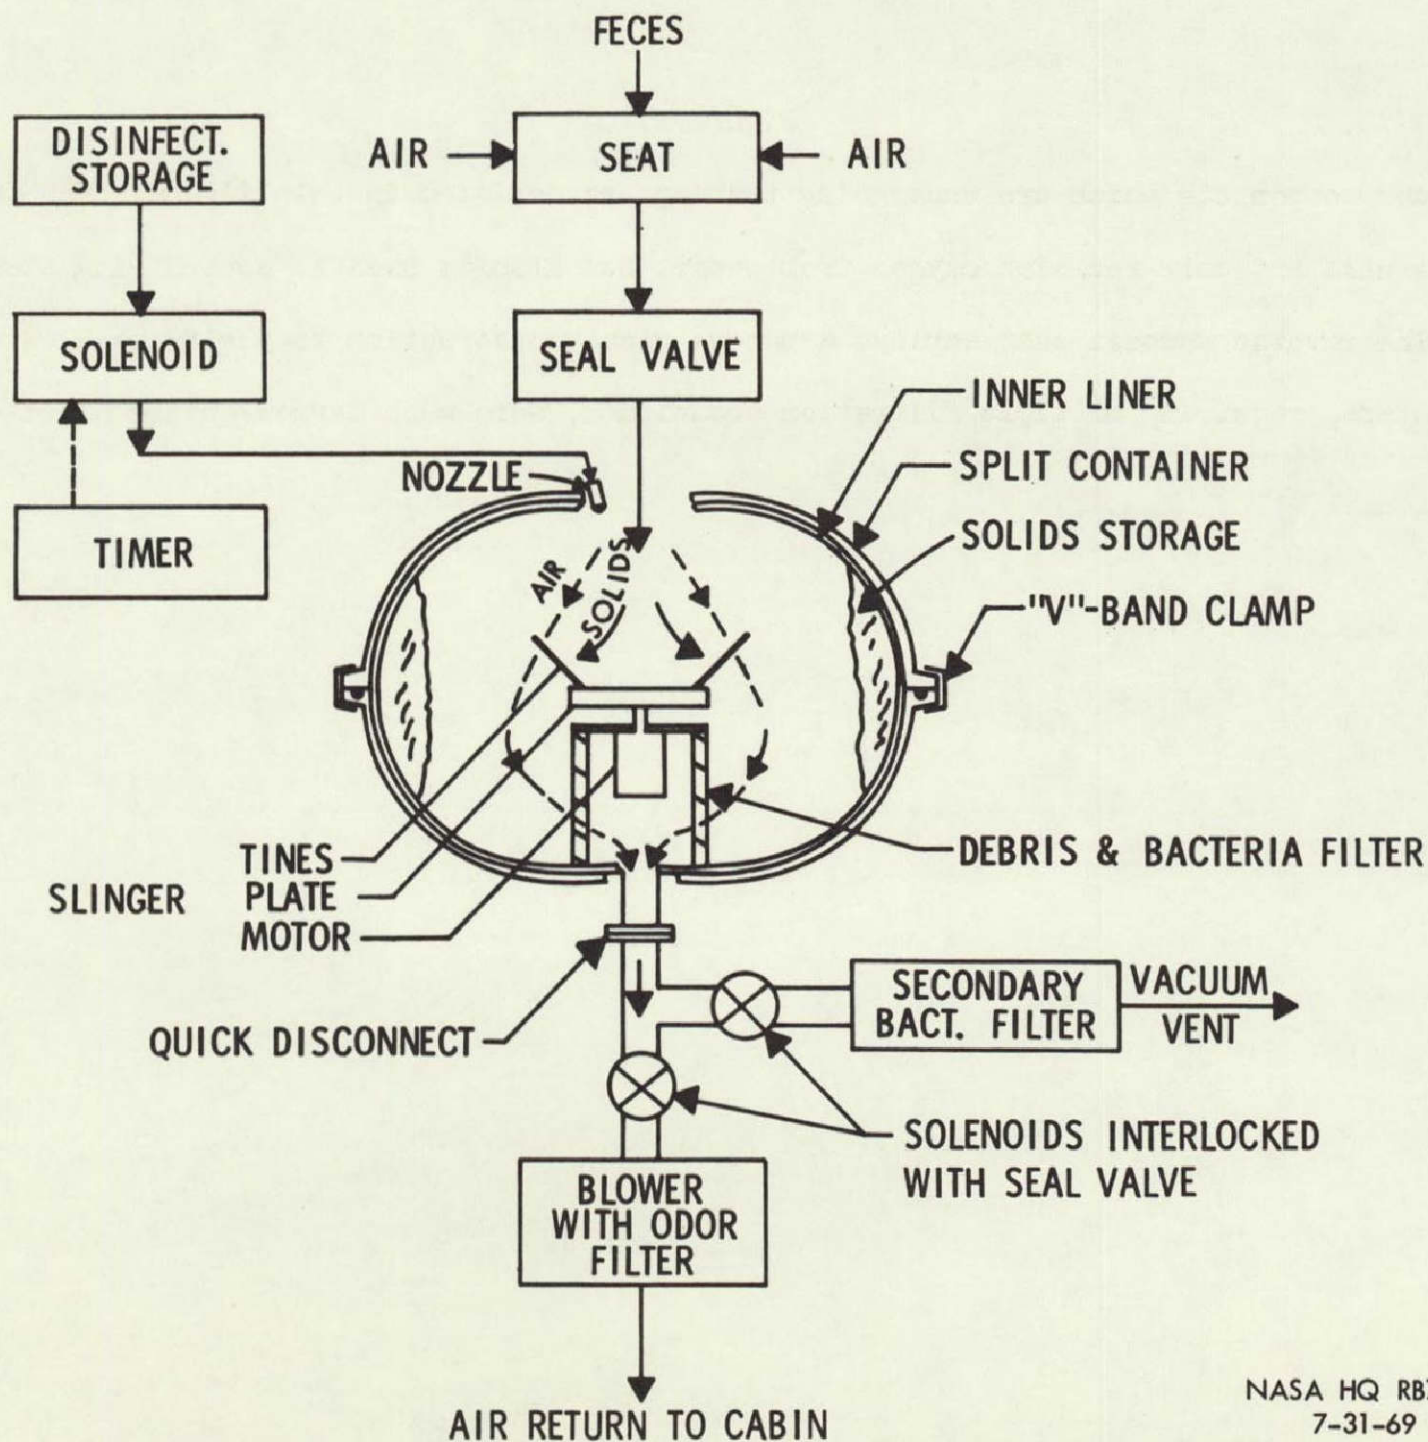 FECES
DISINFECT.
STORAGE
AIR
SEAT
AIR
SOLENOID
SEAL VALVE
INNER LINER
NOZZLE
SPLIT CONTAINER
TIMER
SOLIDS STORAGE
AIR
SOLIDS
"V"-BAND CLAMP
TINES
SLINGER
PLATE
MOTOR
DEBRIS & BACTERIA FILTER
QUICK DISCONNECT
SECONDARY
BACT. FILTER
VACUUM
VENT
SOLENOIDS INTERLOCKED
WITH SEAL VALVE
BLOWER
WITH ODOR
FILTER
AIR RETURN TO CABIN
NASA HQ
7-31-69